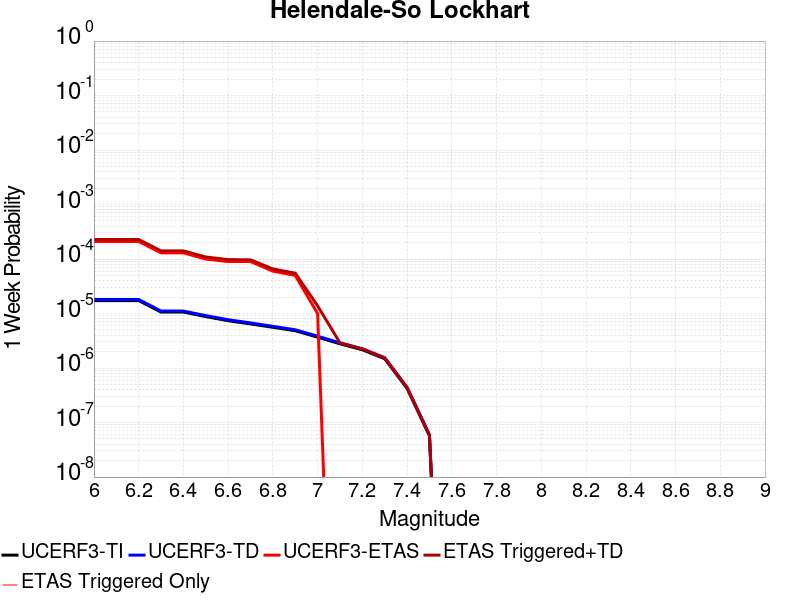 Helendale-So Lockhart
10^0
10^-1
10^-2
10^-3
10^-4
10^-5
10^-6
10^-7
10^-8
1 Week Probability
6 6.2 6.4 6.6 6.8 7 7.2 7.4 7.6 7.8 8 8.2 8.4 8.6 8.8 9
Magnitude
UCERF3-TI UCERF3-TD UCERF3-ETAS ETAS Triggered+TD
ETAS Triggered Only